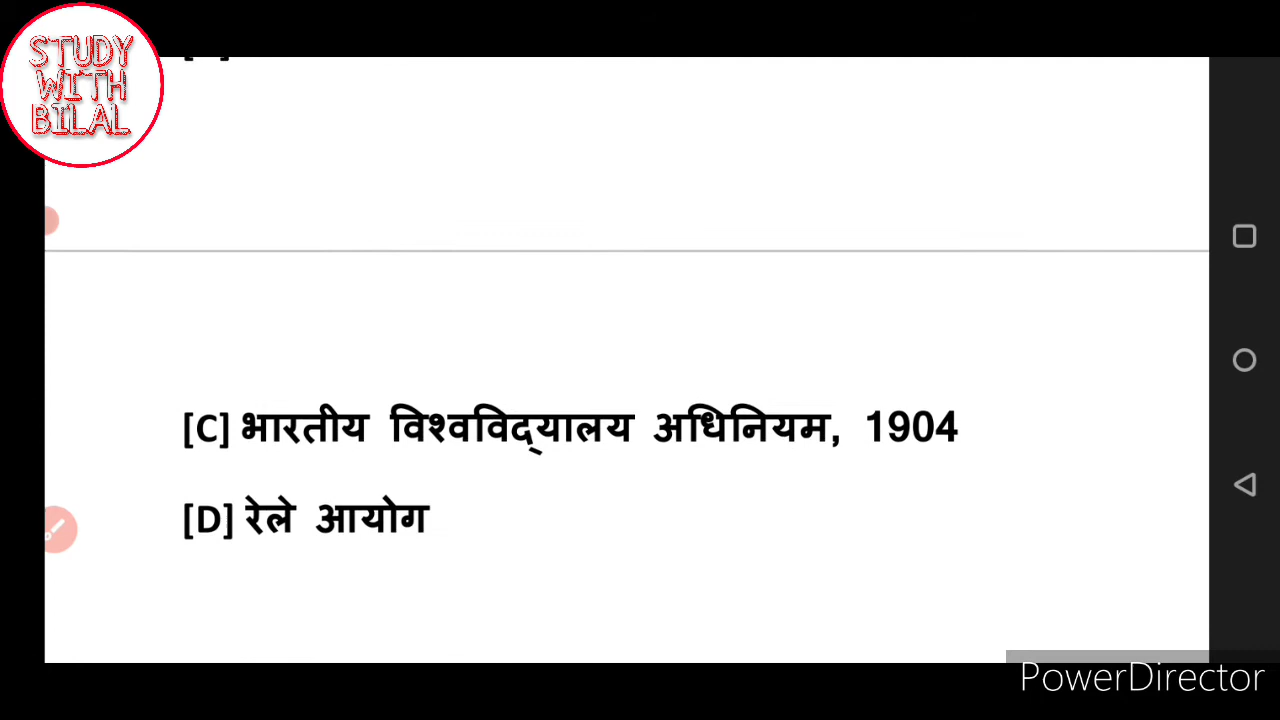 STUDY
WITH
BILAL
[C] भारतीय विश्वविद्यालय अधिनियम, 1904
[D] रेले आयोग
PowerDirector